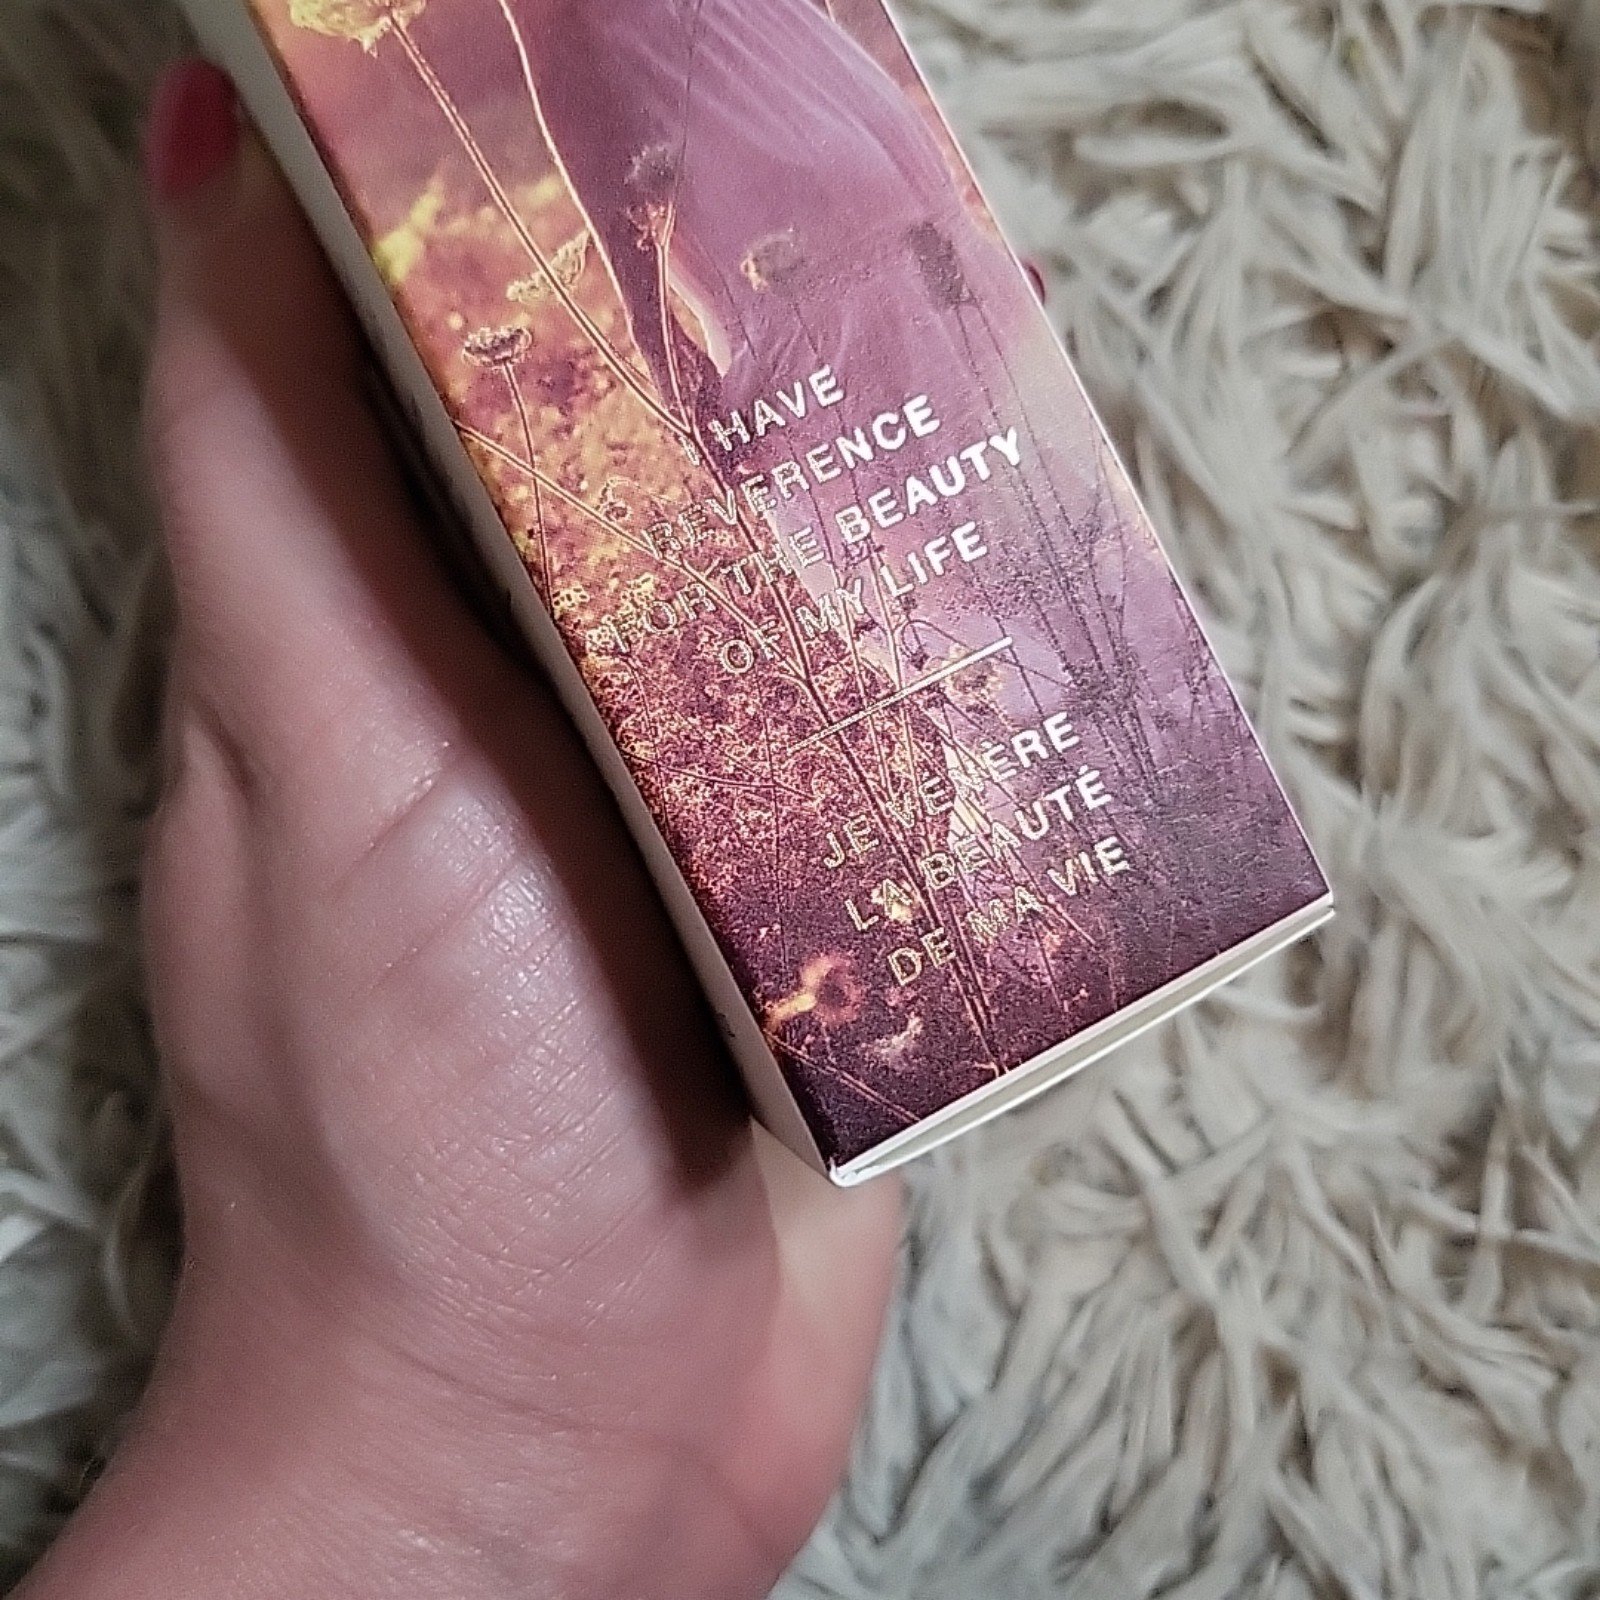 I HAVE
REVERENCE
FOR THE BEAUTY
OF MY LIFE
JE VÉNÈRE
LA BEAUTÉ
DE MA VIE